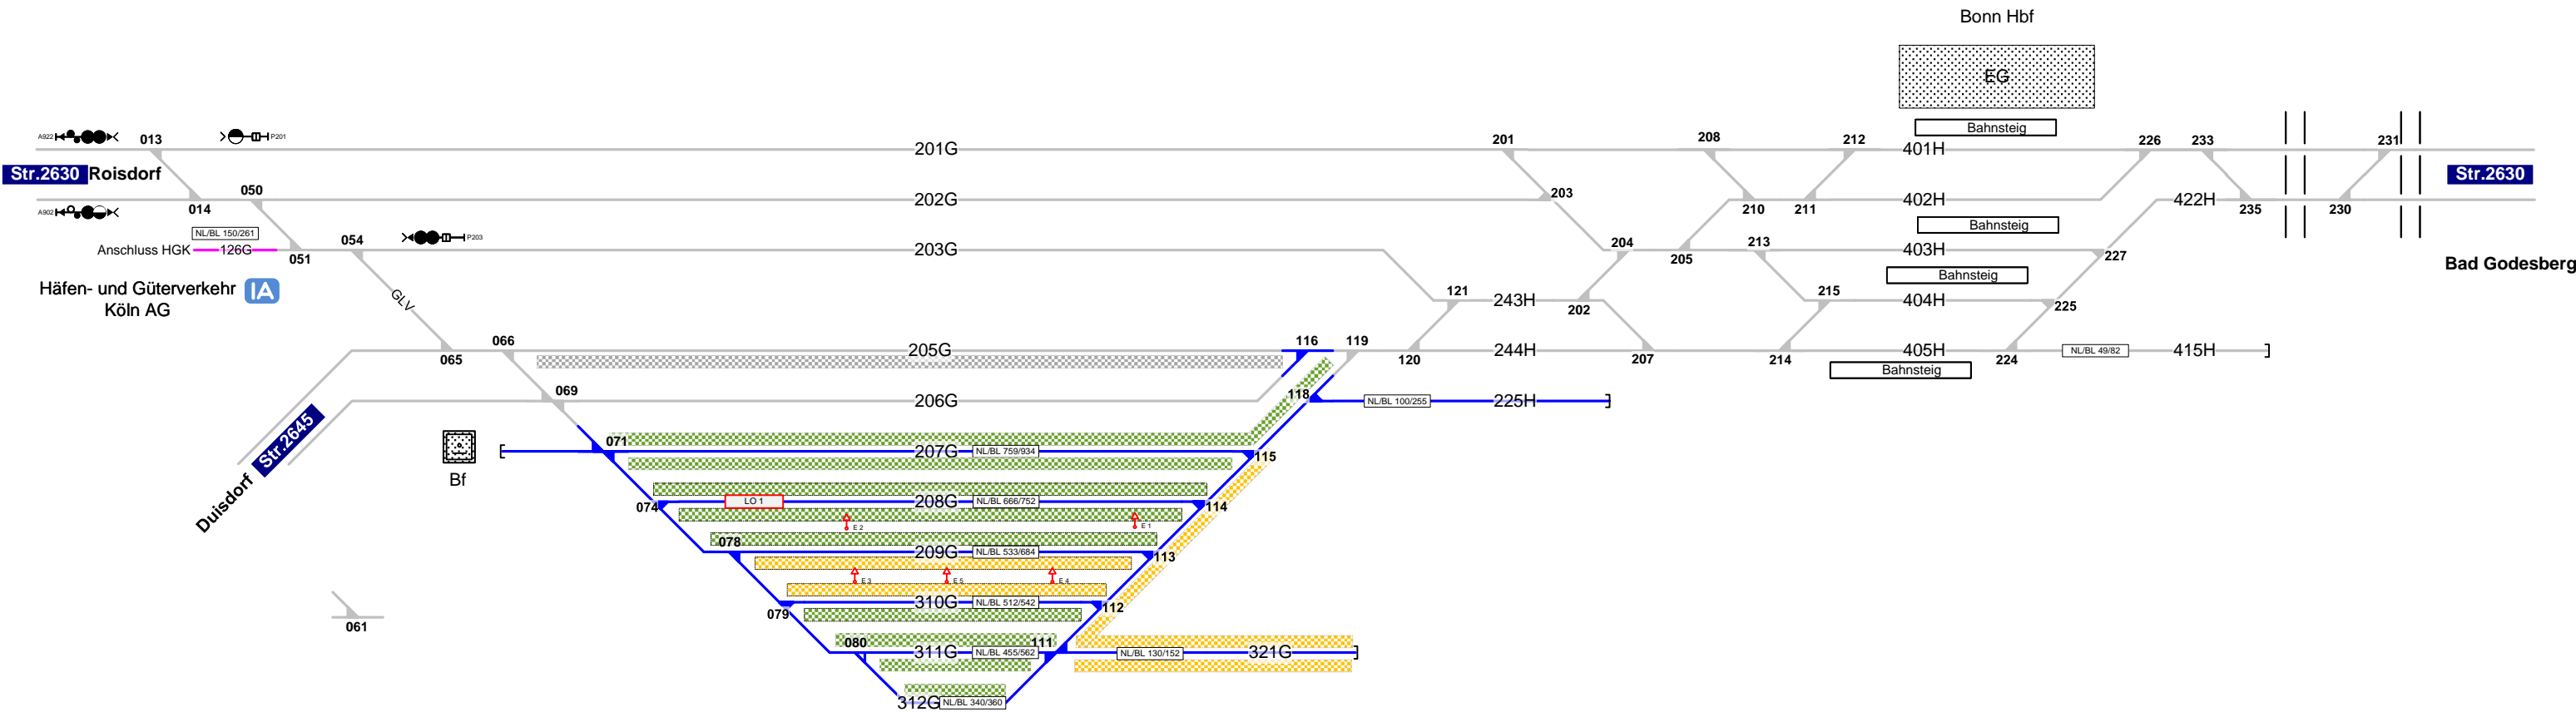 Bonn Hbf
EG
Bahnsteig
A922
013
P201
201G
201
208
212
401H
226
233
231
Str.2630 Roisdorf
Str.2630
A902
014
050
202G
203
210
211
402H
422H
235
230
Bahnsteig
NL/BL 150/261
Anschluss HGK
126G
051
054
P203
203G
204
205
213
403H
227
Bad Godesberg
Bahnsteig
Häfen- und Güterverkehr
Köln AG
IA
GLV
121
243H
202
215
404H
225
065
066
205G
116
119
120
244H
207
214
405H
224
NL/BL 49/82
415H
Bahnsteig
069
206G
118
NL/BL 100/255
225H
Str.2645
Duisdorf
Bf
071
207G
NL/BL 759/934
115
074
LO 1
208G
NL/BL 666/752
114
E 2
E 1
078
209G
NL/BL 533/684
113
E 3
E 5
E 4
079
310G
NL/BL 512/542
112
061
080
311G
NL/BL 455/562
111
NL/BL 130/152
321G
312G
NL/BL 340/360